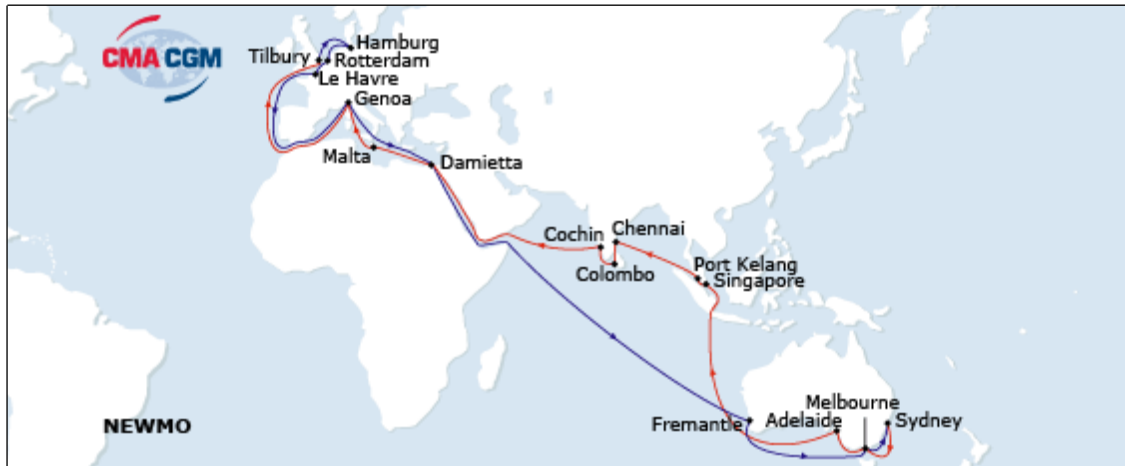 CMA CGM
Hamburg
Tilbury
Rotterdam
Le Havre
Genoa
Malta
Damietta
Chennai
Cochin
Colombo
Port Kelang
Singapore
Melbourne
Fremantle
Adelaide
Sydney
NEWMO